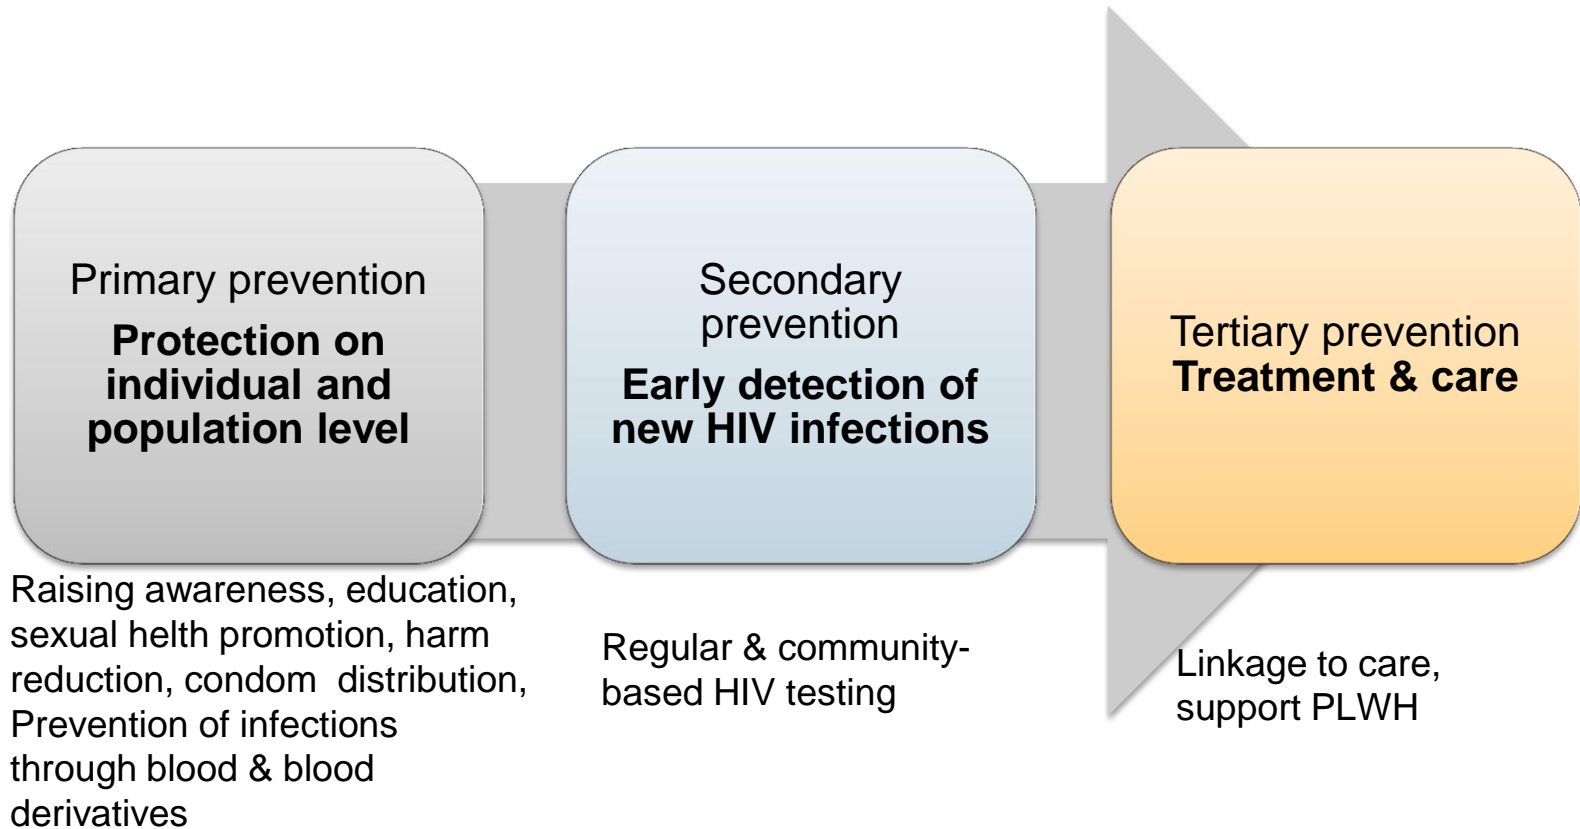 Primary prevention
Protection on
individual and
population level
Secondary
prevention
Early detection of
new HIV infections
Tertiary prevention
Treatment & care
Raising awareness, education,
sexual helth promotion, harm
reduction, condom distribution,
Prevention of infections
through blood & blood
derivatives
Regular & community-
based HIV testing
Linkage to care,
support PLWH